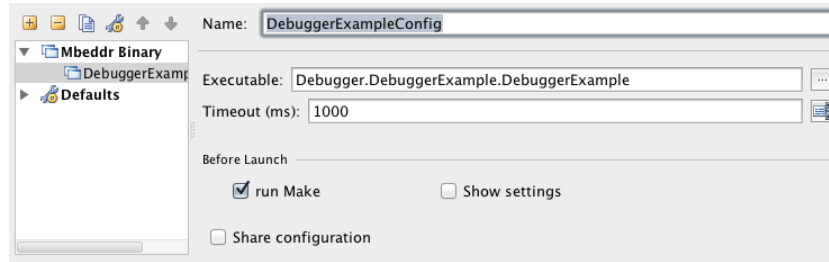 Name: DebuggerExampleConfig
Mbeddr Binary
DebuggerExamp
Defaults
Executable: Debugger.DebuggerExample.DebuggerExample ...
Timeout (ms): 1000
Before Launch
run Make Show settings
Share configuration